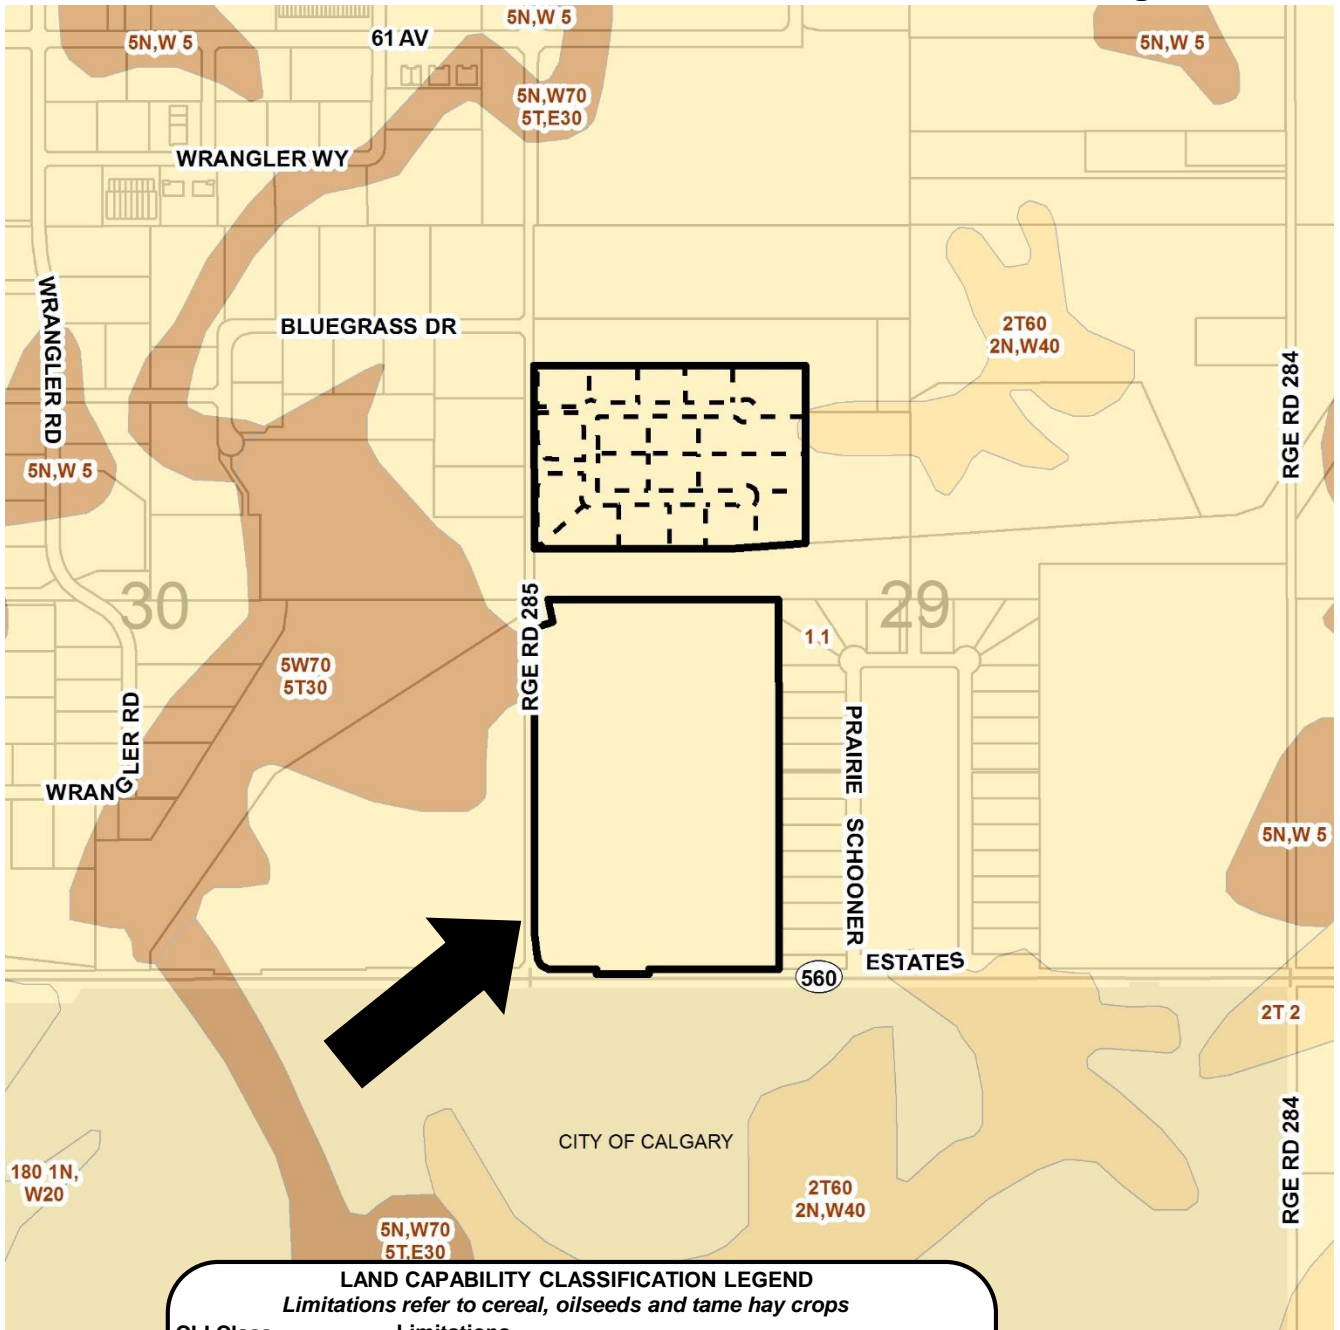 5N,W 5
5N,W 5
61 AV
5N,W 5
5N,W70
5T,E30
WRANGLER WY
WRANGLER RD
BLUEGRASS DR
2T60
2N,W40
RGE RD 284
5N,W 5
30
RGE RD 285
29
1 1
5W70
5T30
WRANGLER RD
PRAIRIE SCHOONER
ESTATES
5N,W 5
560
2T 2
CITY OF CALGARY
RGE RD 284
180 1N,
W20
2T60
2N,W40
5N,W70
5T,E30
LAND CAPABILITY CLASSIFICATION LEGEND
Limitations refer to cereal, oilseeds and tame hay crops
CLI Class Limitations